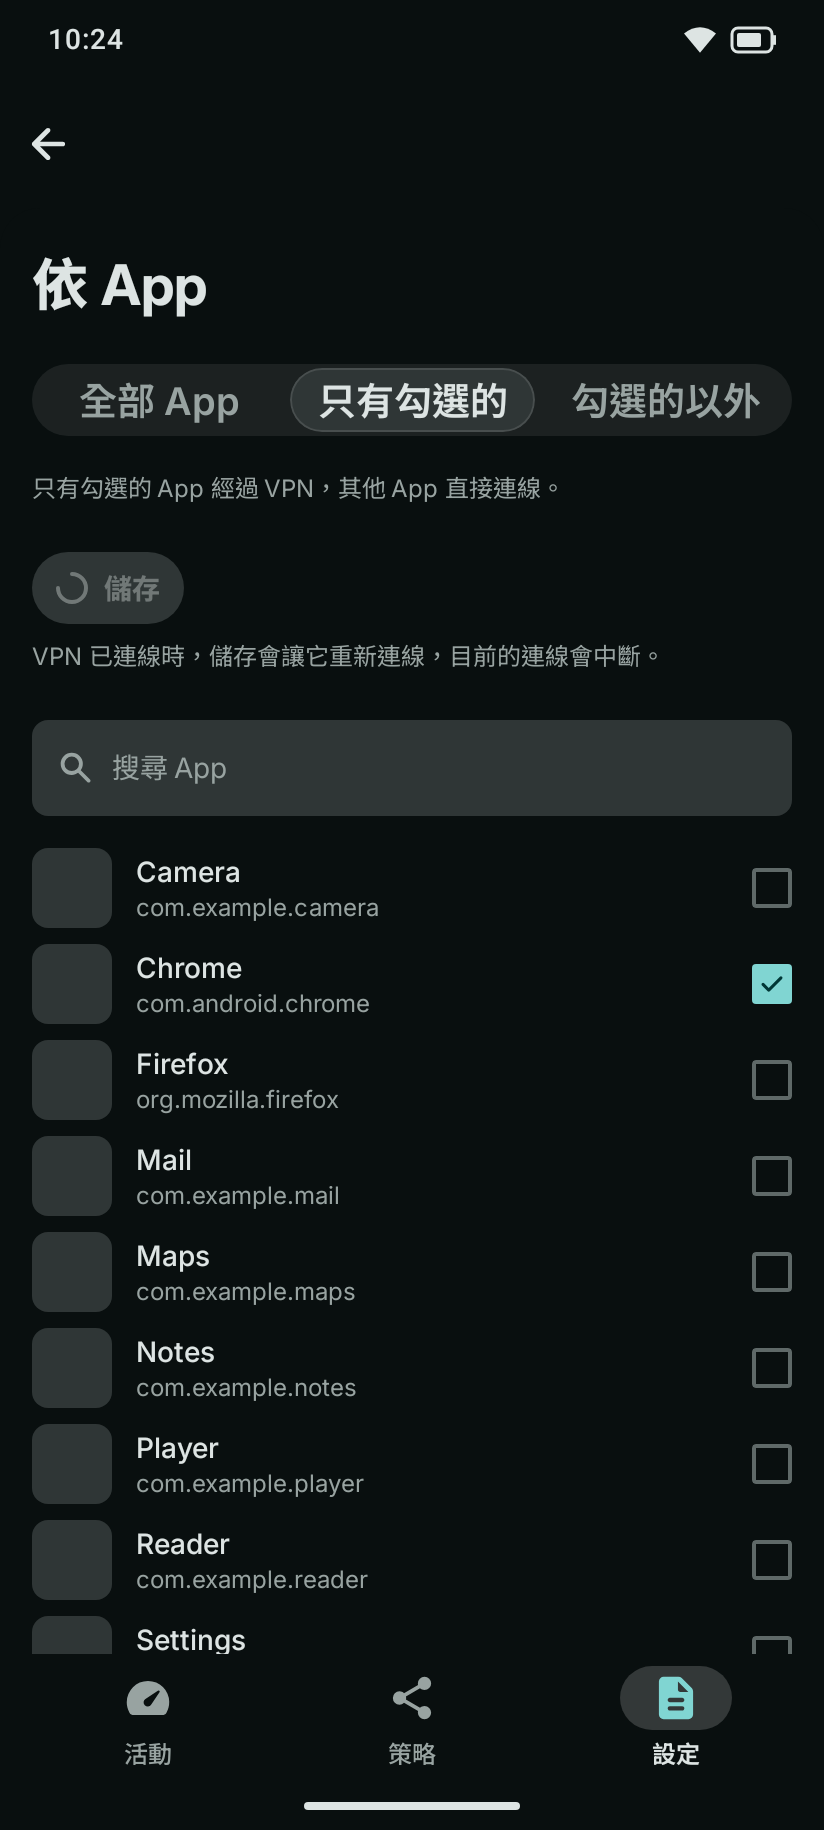 10:24
依 App
全部 App
只有勾選的
勾選的以外
只有勾選的 App 經過 VPN，其他 App 直接連線。
儲存
VPN 已連線時，儲存會讓它重新連線，目前的連線會中斷。
搜尋 App
Camera
com.example.camera
Chrome
com.android.chrome
Firefox
org.mozilla.firefox
Mail
com.example.mail
Maps
com.example.maps
Notes
com.example.notes
Player
com.example.player
Reader
com.example.reader
Settings
活動
策略
設定